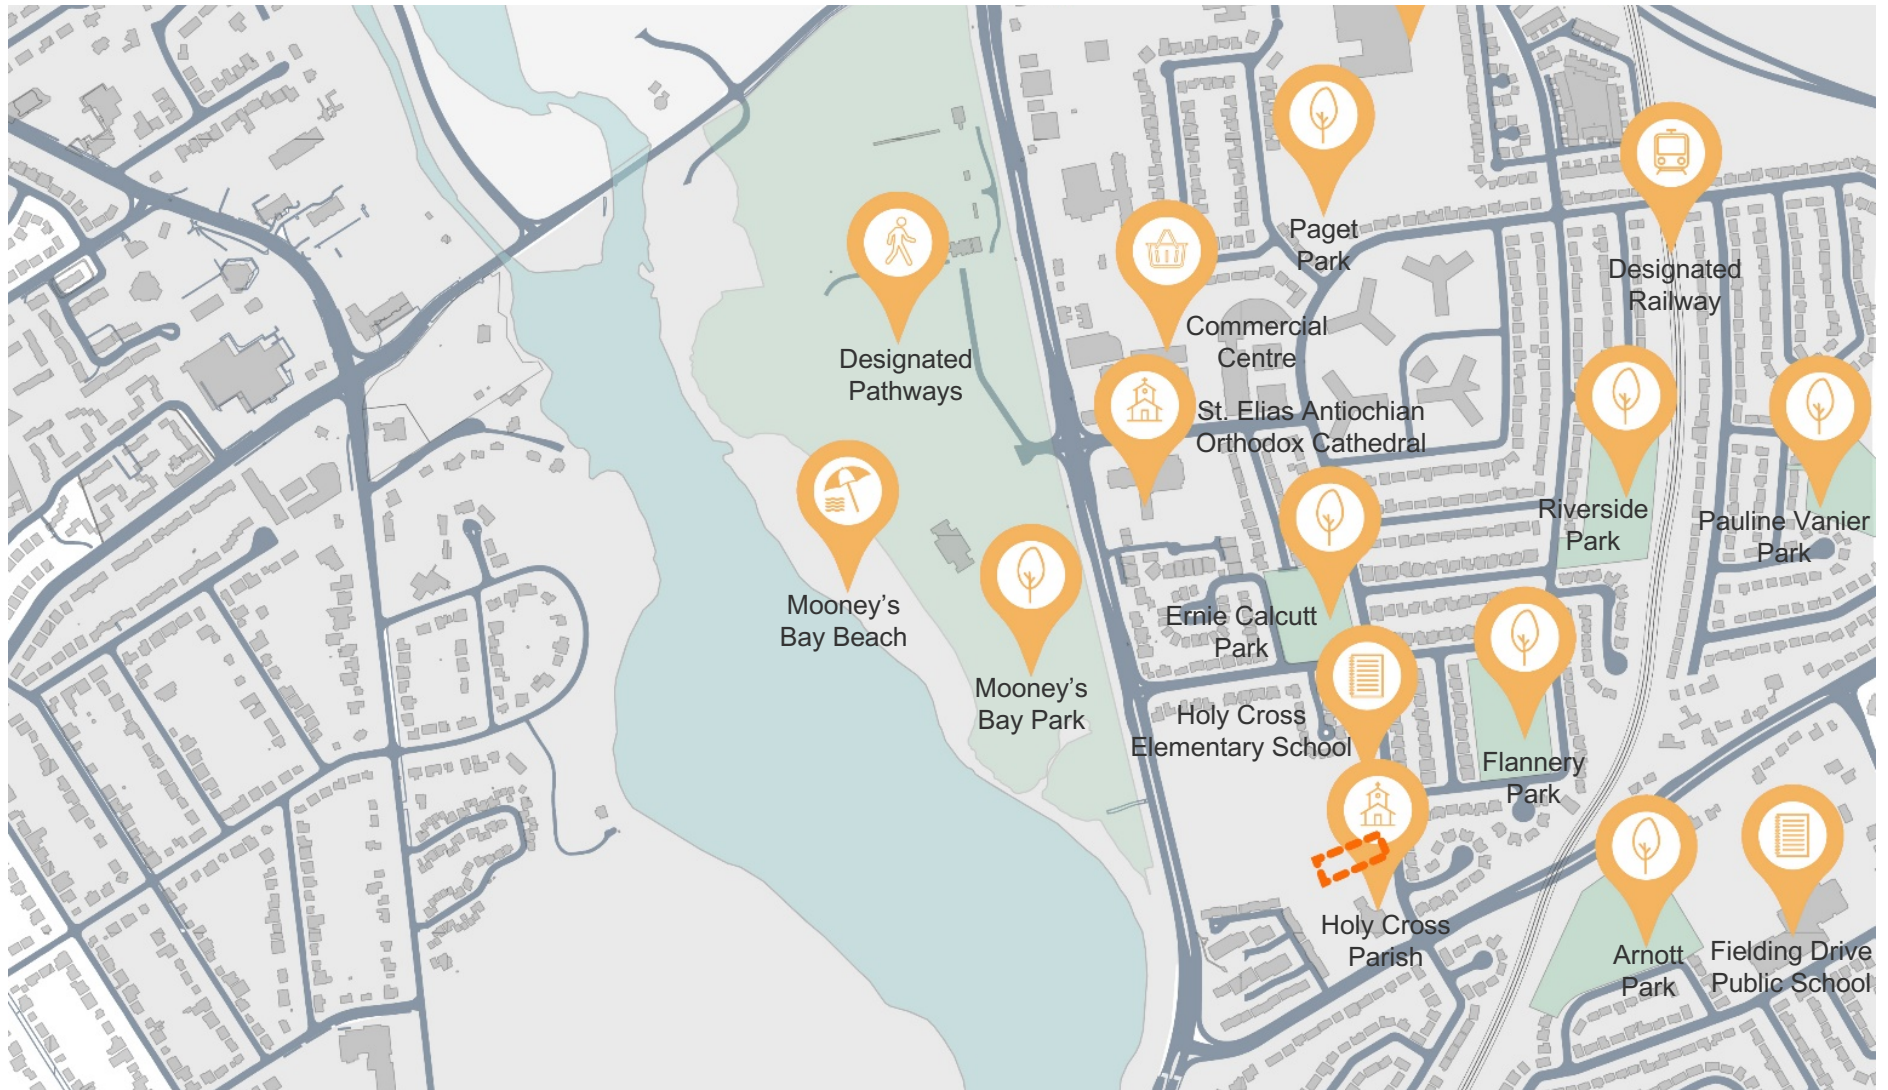 Paget
Park
Designated
Railway
Commercial
Centre
Designated
Pathways
St. Elias Antiochian
Orthodox Cathedral
Riverside
Park
Pauline Vanier
Park
Mooney's
Bay Beach
Ernie Calcutt
Park
Mooney's
Bay Park
Holy Cross
Elementary School
Flannery
Park
Holy Cross
Parish
Arnott
Park
Fielding Drive
Public School